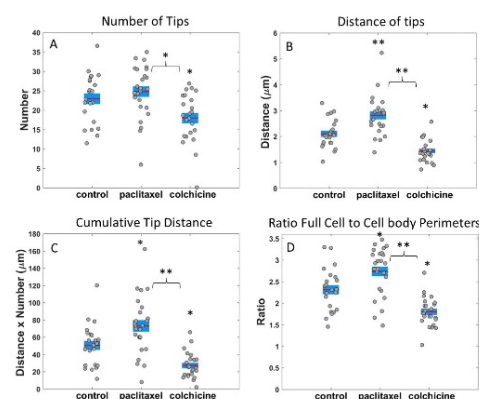 Number of Tips
A
*
*
Number
40
35
30
25
20
15
10
5
0
control paclitaxel colchicine
Distance of tips
B
**
**
*
Distance (μm)
6
5
4
3
2
1
0
control paclitaxel colchicine
Cumulative Tip Distance
C
*
**
*
Distance x Number (μm)
180
160
140
120
100
80
60
40
20
0
control paclitaxel colchicine
Ratio Full Cell to Cell body Perimeters
D
*
**
*
Ratio
3.5
3
2.5
2
1.5
1
0.5
0
control paclitaxel colchicine